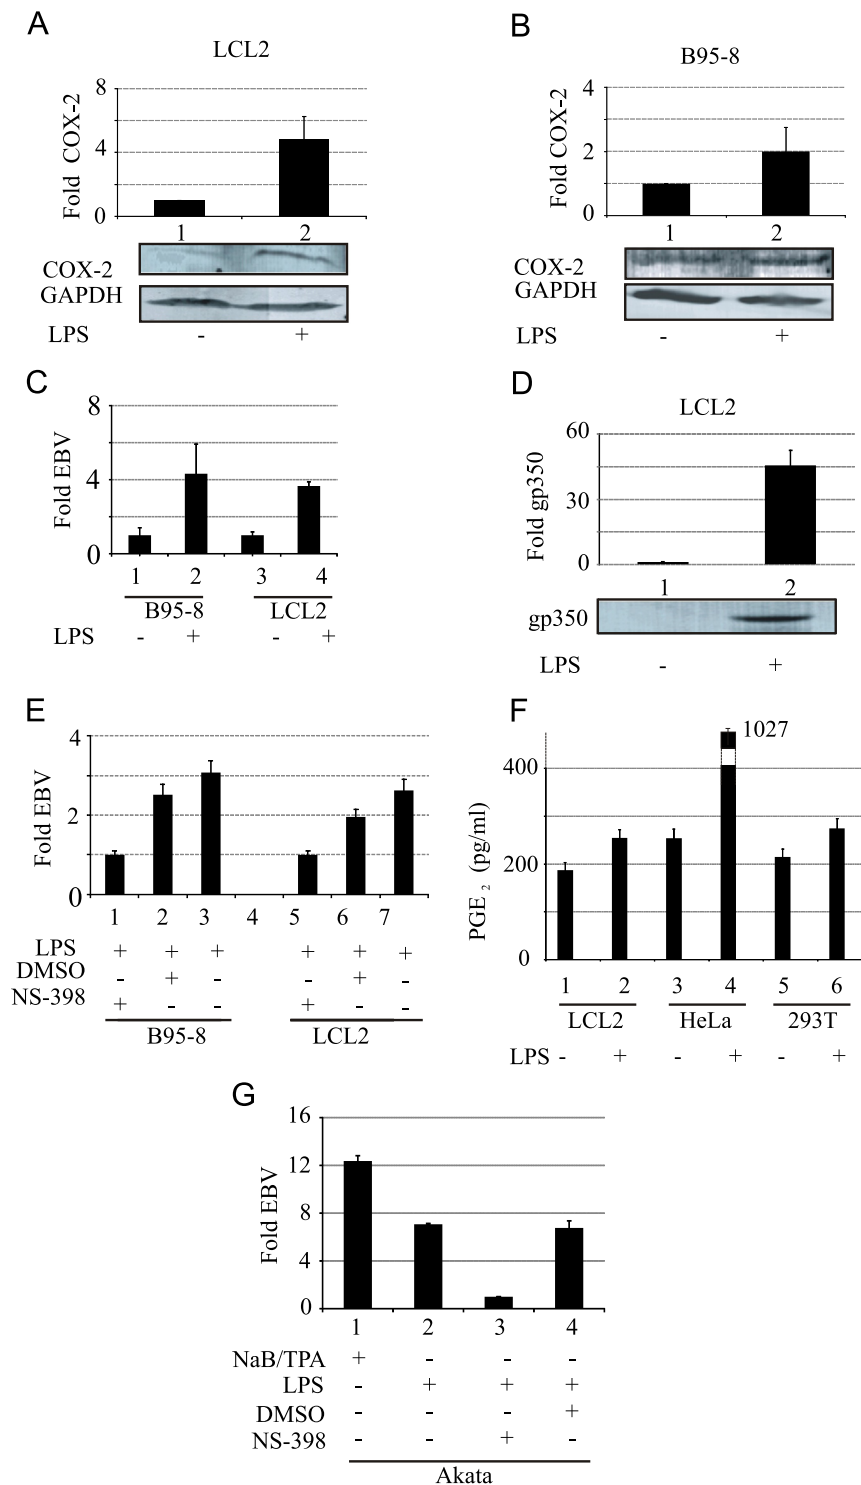 A
LCL2
Fold COX-2
8
4
0
1 2
COX-2
GAPDH
LPS - +
B
B95-8
Fold COX-2
4
2
0
1 2
COX-2
GAPDH
LPS - +
C
Fold EBV
8
4
0
1 2 3 4
B95-8 LCL2
LPS - + - +
D
LCL2
Fold gp350
60
30
0
1 2
gp350
LPS - +
E
Fold EBV
4
2
0
1 2 3 4 5 6 7
LPS + + + + + +
DMSO - + - - + -
NS-398 + - - + - -
B95-8 LCL2
F
1027
PGE2 (pg/ml)
400
200
0
1 2 3 4 5 6
LCL2 HeLa 293T
LPS - + - + - +
G
Fold EBV
16
12
8
4
0
1 2 3 4
NaB/TPA + - - -
LPS - + + +
DMSO - - - +
NS-398 - - + -
Akata